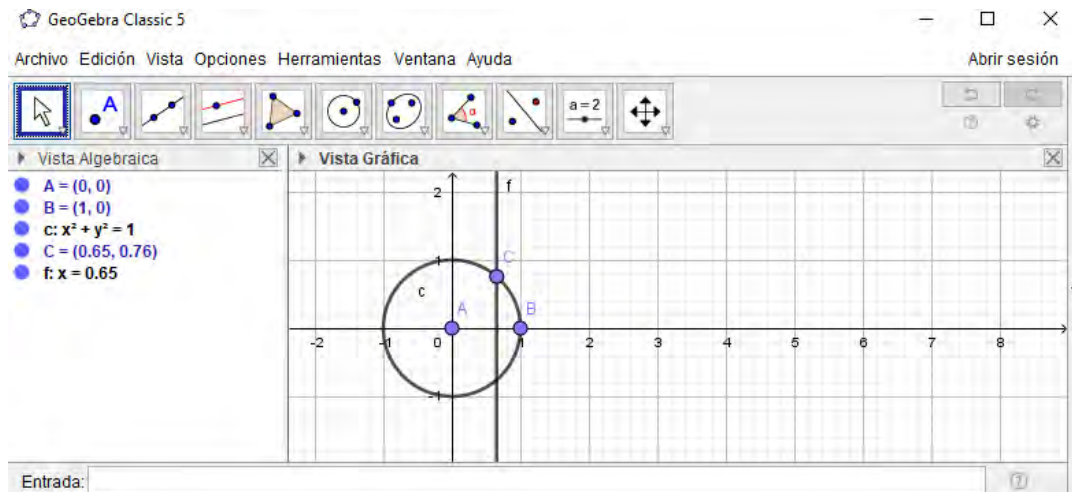 GeoGebra Classic 5
Archivo Edición Vista Opciones Herramientas Ventana Ayuda
Abrir sesión
A
α
a=2
Vista Algebraica
Vista Gráfica
A = (0, 0)
B = (1, 0)
c: x² + y² = 1
C = (0.65, 0.76)
f: x = 0.65
2
f
1
C
c
A
B
-2 -1 0 1 2 3 4 5 6 7 8
-1
Entrada: